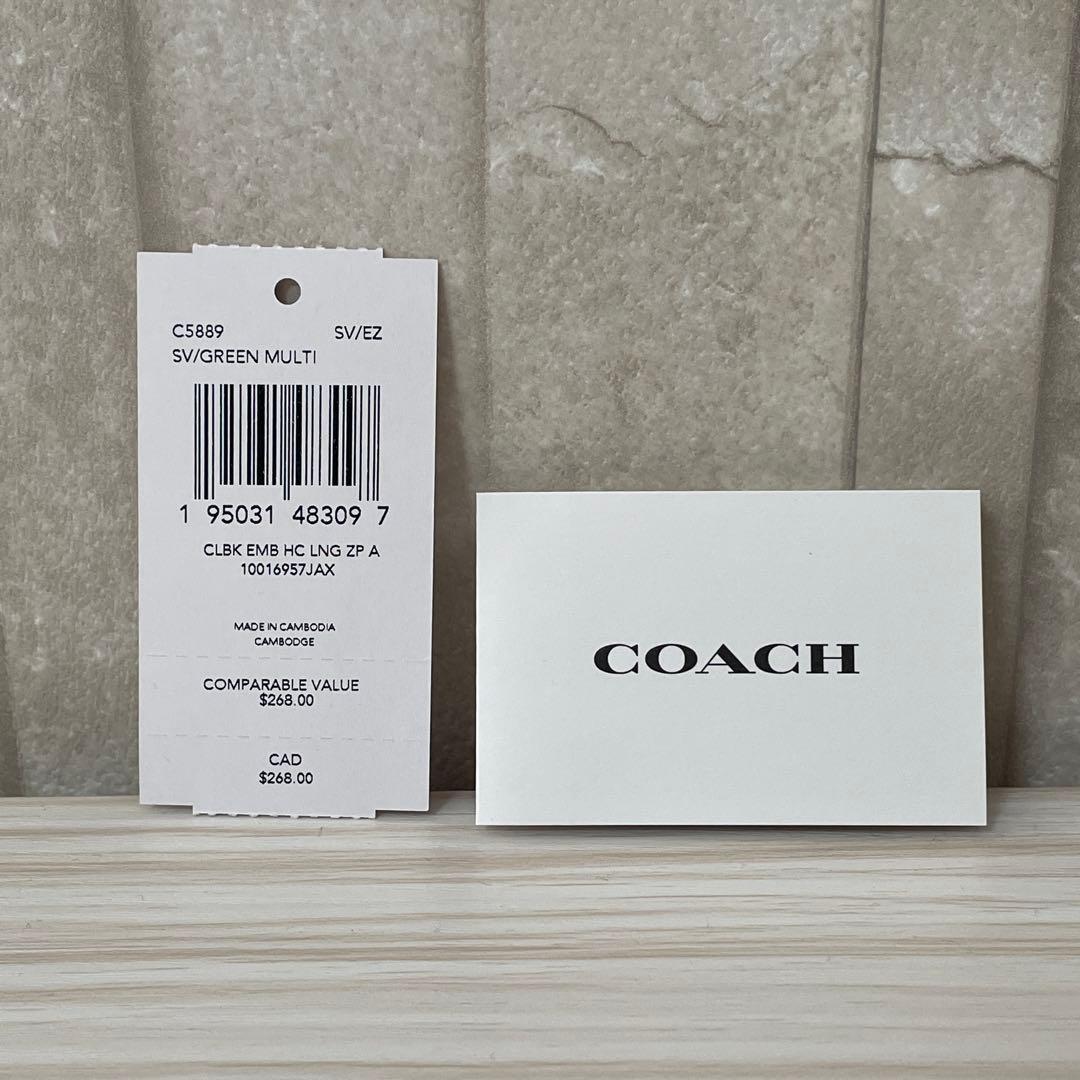 C5889 SV/EZ
SV/GREEN MULTI
1 95031 48309 7
CLBK EMB HC LNG ZP A
10016957JAX
MADE IN CAMBODIA
CAMBODGE
COMPARABLE VALUE
$268.00
CAD
$268.00
COACH